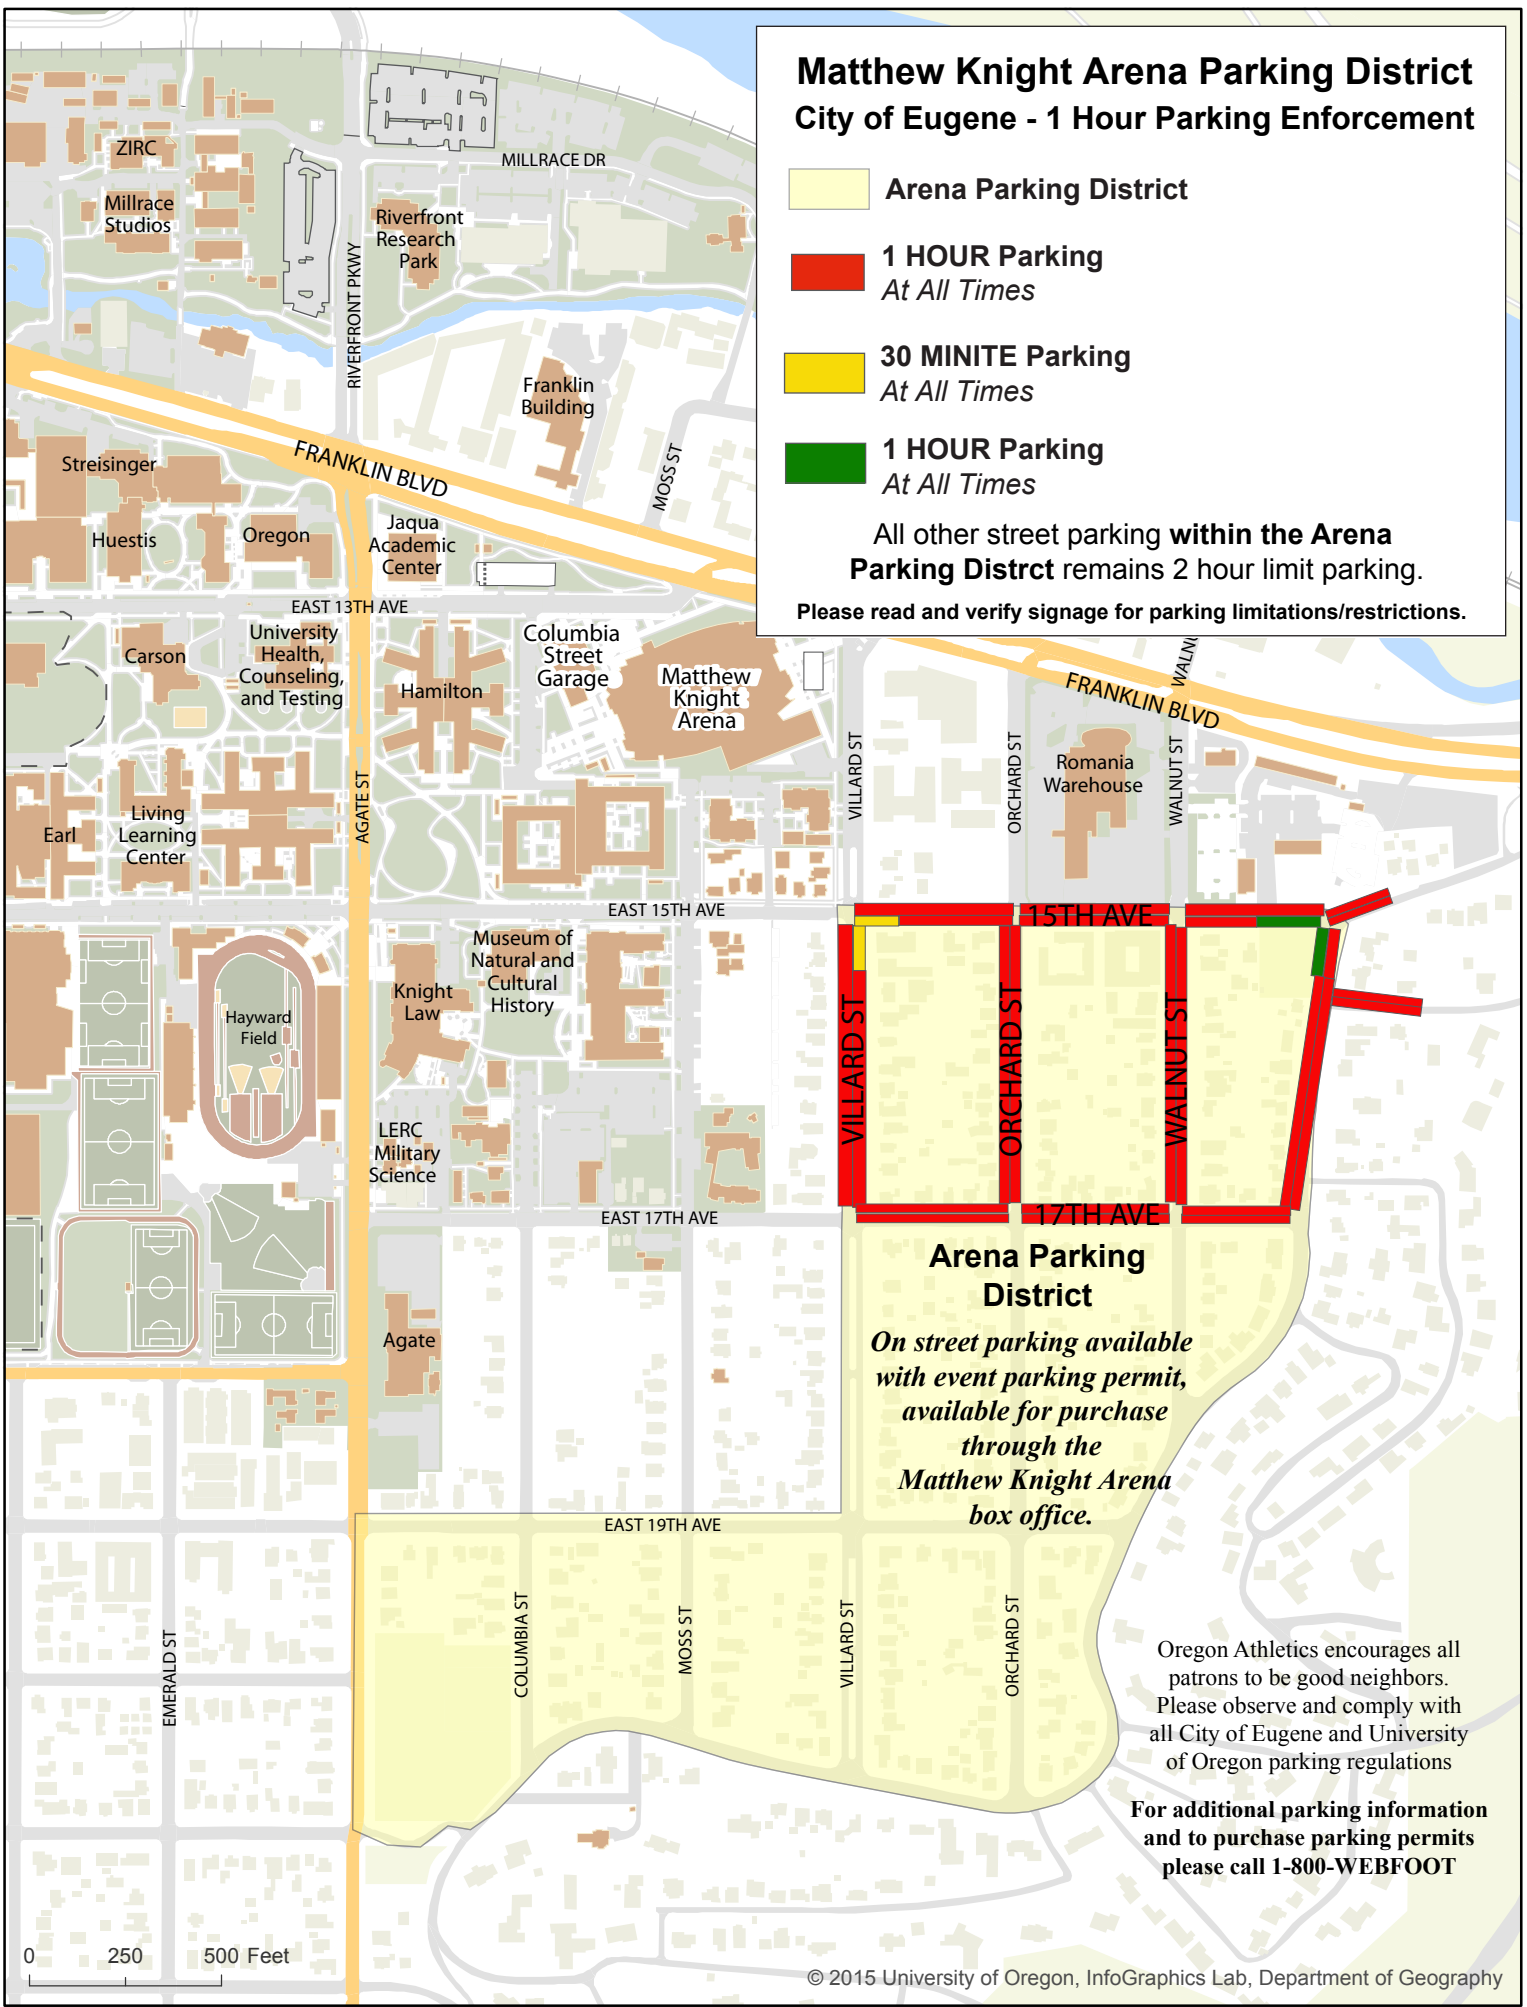 Matthew Knight Arena Parking District
City of Eugene - 1 Hour Parking Enforcement
Arena Parking District
1 HOUR Parking
At All Times
30 MINITE Parking
At All Times
1 HOUR Parking
At All Times
All other street parking within the Arena
Parking Distrct remains 2 hour limit parking.
Please read and verify signage for parking limitations/restrictions.
ZIRC
Millrace
Studios
MILLRACE DR
Riverfront
Research
Park
RIVERFRONT PKWY
Franklin
Building
FRANKLIN BLVD
MOSS ST
Streisinger
Huestis
Oregon
Jaqua
Academic
Center
EAST 13TH AVE
University
Health,
Counseling,
and Testing
Carson
Hamilton
Columbia
Street
Garage
Matthew
Knight
Arena
WALNU
FRANKLIN BLVD
VILLARD ST
ORCHARD ST
Romania
Warehouse
WALNUT ST
AGATE ST
Earl
Living
Learning
Center
EAST 15TH AVE
15TH AVE
Museum of
Natural and
Cultural
History
Knight
Law
Hayward
Field
VILLARD ST
ORCHARD ST
WALNUT ST
LERC
Military
Science
EAST 17TH AVE
17TH AVE
Arena Parking
District
On street parking available
with event parking permit,
available for purchase
through the
Matthew Knight Arena
box office.
Agate
EAST 19TH AVE
EMERALD ST
COLUMBIA ST
MOSS ST
VILLARD ST
ORCHARD ST
Oregon Athletics encourages all
patrons to be good neighbors.
Please observe and comply with
all City of Eugene and University
of Oregon parking regulations
For additional parking information
and to purchase parking permits
please call 1-800-WEBFOOT
0 250 500 Feet
© 2015 University of Oregon, InfoGraphics Lab, Department of Geography